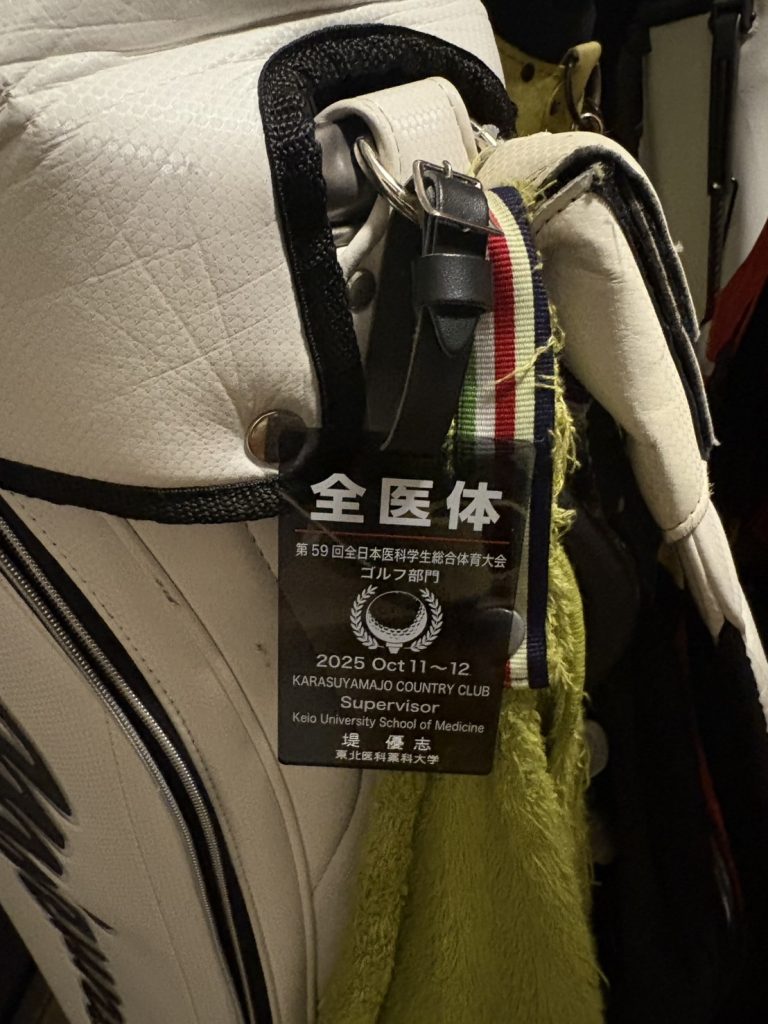 全医体
第59回全日本医科学生総合体育大会
ゴルフ部門
2025 Oct 11～12
KARASUYAMAJO COUNTRY CLUB
Supervisor
Keio University School of Medicine
堤 優志
東北医科薬科大学